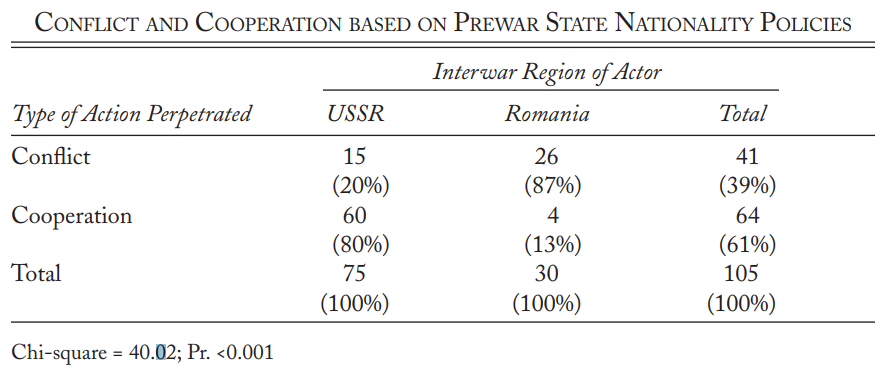 CONFLICT AND COOPERATION BASED ON PREWAR STATE NATIONALITY POLICIES
Interwar Region of Actor
Type of Action Perpetrated USSR Romania Total
Conflict 15 26 41
(20%) (87%) (39%)
Cooperation 60 4 64
(80%) (13%) (61%)
Total 75 30 105
(100%) (100%) (100%)
Chi-square = 40.02; Pr. <0.001